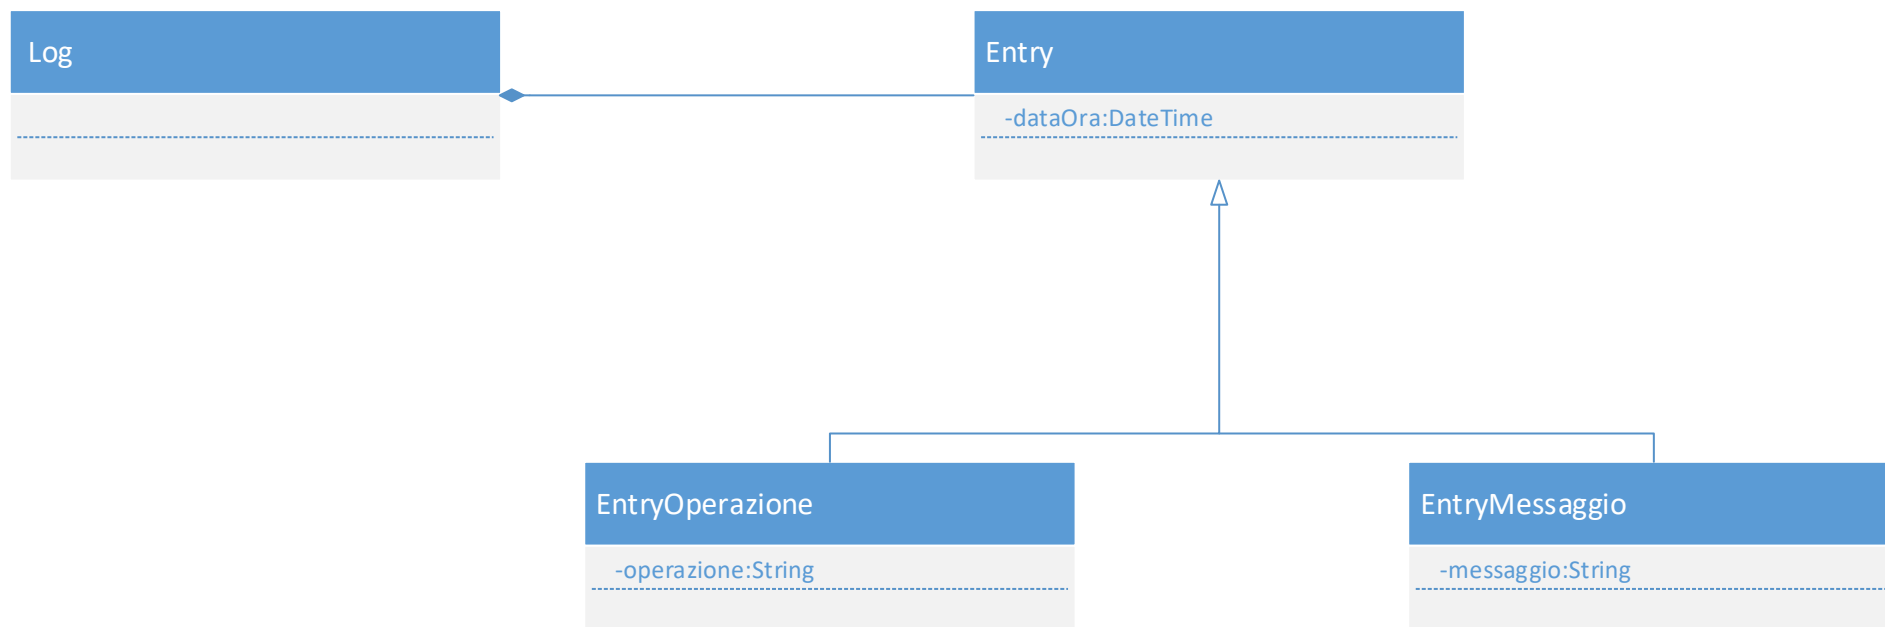 Log
Entry
-dataOra:DateTime
EntryOperazione
-operazione:String
EntryMessaggio
-messaggio:String